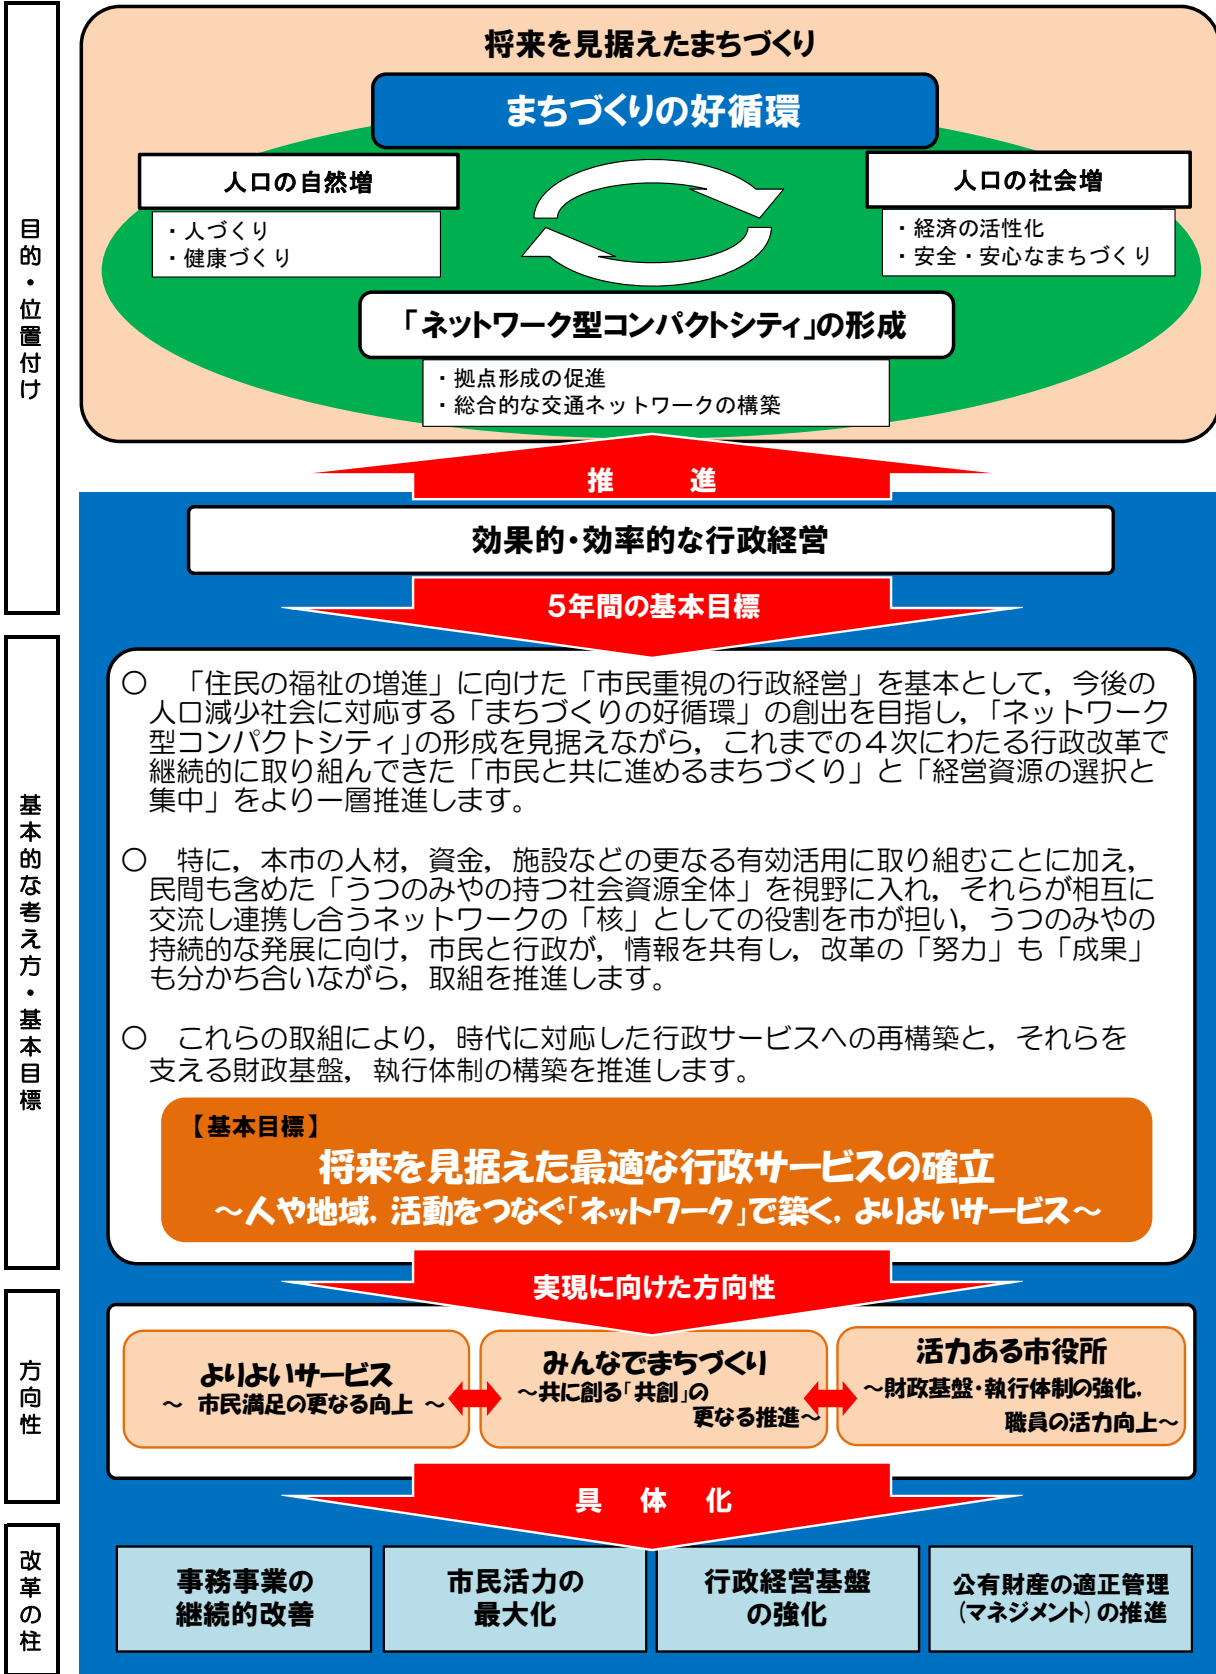 目的・位置付け
将来を見据えたまちづくり
まちづくりの好循環
人口の自然増
・人づくり
・健康づくり
人口の社会増
・経済の活性化
・安全・安心なまちづくり
「ネットワーク型コンパクトシティ」の形成
・拠点形成の促進
・総合的な交通ネットワークの構築
推　進
効果的・効率的な行政経営
5年間の基本目標
基本的な考え方・基本目標
○　「住民の福祉の増進」に向けた「市民重視の行政経営」を基本として，今後の
人口減少社会に対応する「まちづくりの好循環」の創出を目指し，「ネットワーク
型コンパクトシティ」の形成を見据えながら，これまでの４次にわたる行政改革で
継続的に取り組んできた「市民と共に進めるまちづくり」と「経営資源の選択と
集中」をより一層推進します。
○　特に，本市の人材，資金，施設などの更なる有効活用に取り組むことに加え，
民間も含めた「うつのみやの持つ社会資源全体」を視野に入れ，それらが相互に
交流し連携し合うネットワークの「核」としての役割を市が担い，うつのみやの
持続的な発展に向け，市民と行政が，情報を共有し，改革の「努力」も「成果」
も分かち合いながら，取組を推進します。
○　これらの取組により，時代に対応した行政サービスへの再構築と，それらを
支える財政基盤，執行体制の構築を推進します。
【基本目標】
将来を見据えた最適な行政サービスの確立
～人や地域，活動をつなぐ「ネットワーク」で築く，よりよいサービス～
実現に向けた方向性
方向性
よりよいサービス
～ 市民満足の更なる向上 ～
みんなでまちづくり
～共に創る「共創」の
更なる推進～
活力ある市役所
～財政基盤・執行体制の強化，
職員の活力向上～
具　体　化
改革の柱
事務事業の
継続的改善
市民活力の
最大化
行政経営基盤
の強化
公有財産の適正管理
(マネジメント)の推進